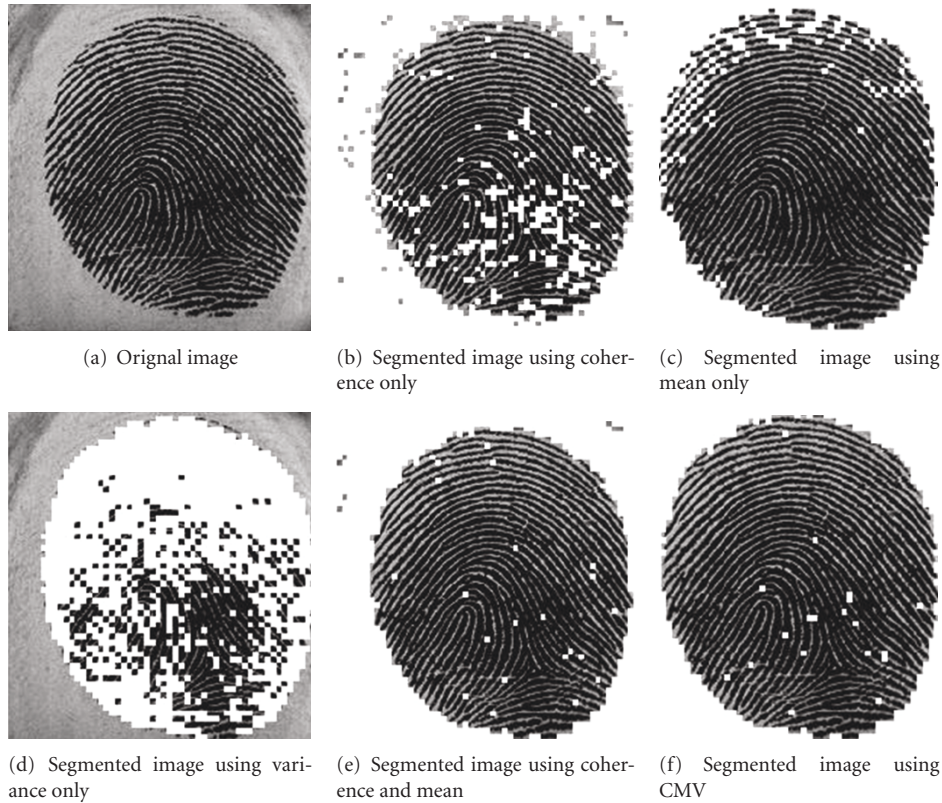 (a) Orignal image
(b) Segmented image using coher-
ence only
(c) Segmented image using
mean only
(d) Segmented image using vari-
ance only
(e) Segmented image using coher-
ence and mean
(f) Segmented image using
CMV